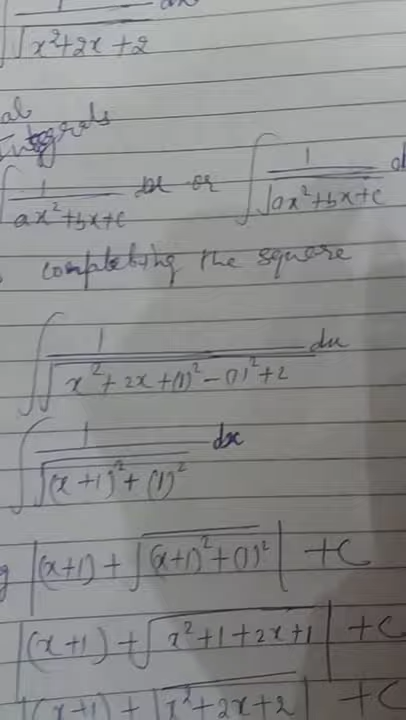 ∫ 1/√(x²+2x+2) dx
Integrals
∫ 1/(ax²+bx+c) dx or ∫ 1/√(ax²+bx+c) d
completing the square
∫ 1/√(x²+2x+(1)²-(1)²+2) dx
∫ 1/√((x+1)²+(1)²) dx
|(x+1)+√((x+1)²+(1)²)| +C
|(x+1)+√(x²+1+2x+1)| +C
|(x+1)+√(x²+2x+2)| +C